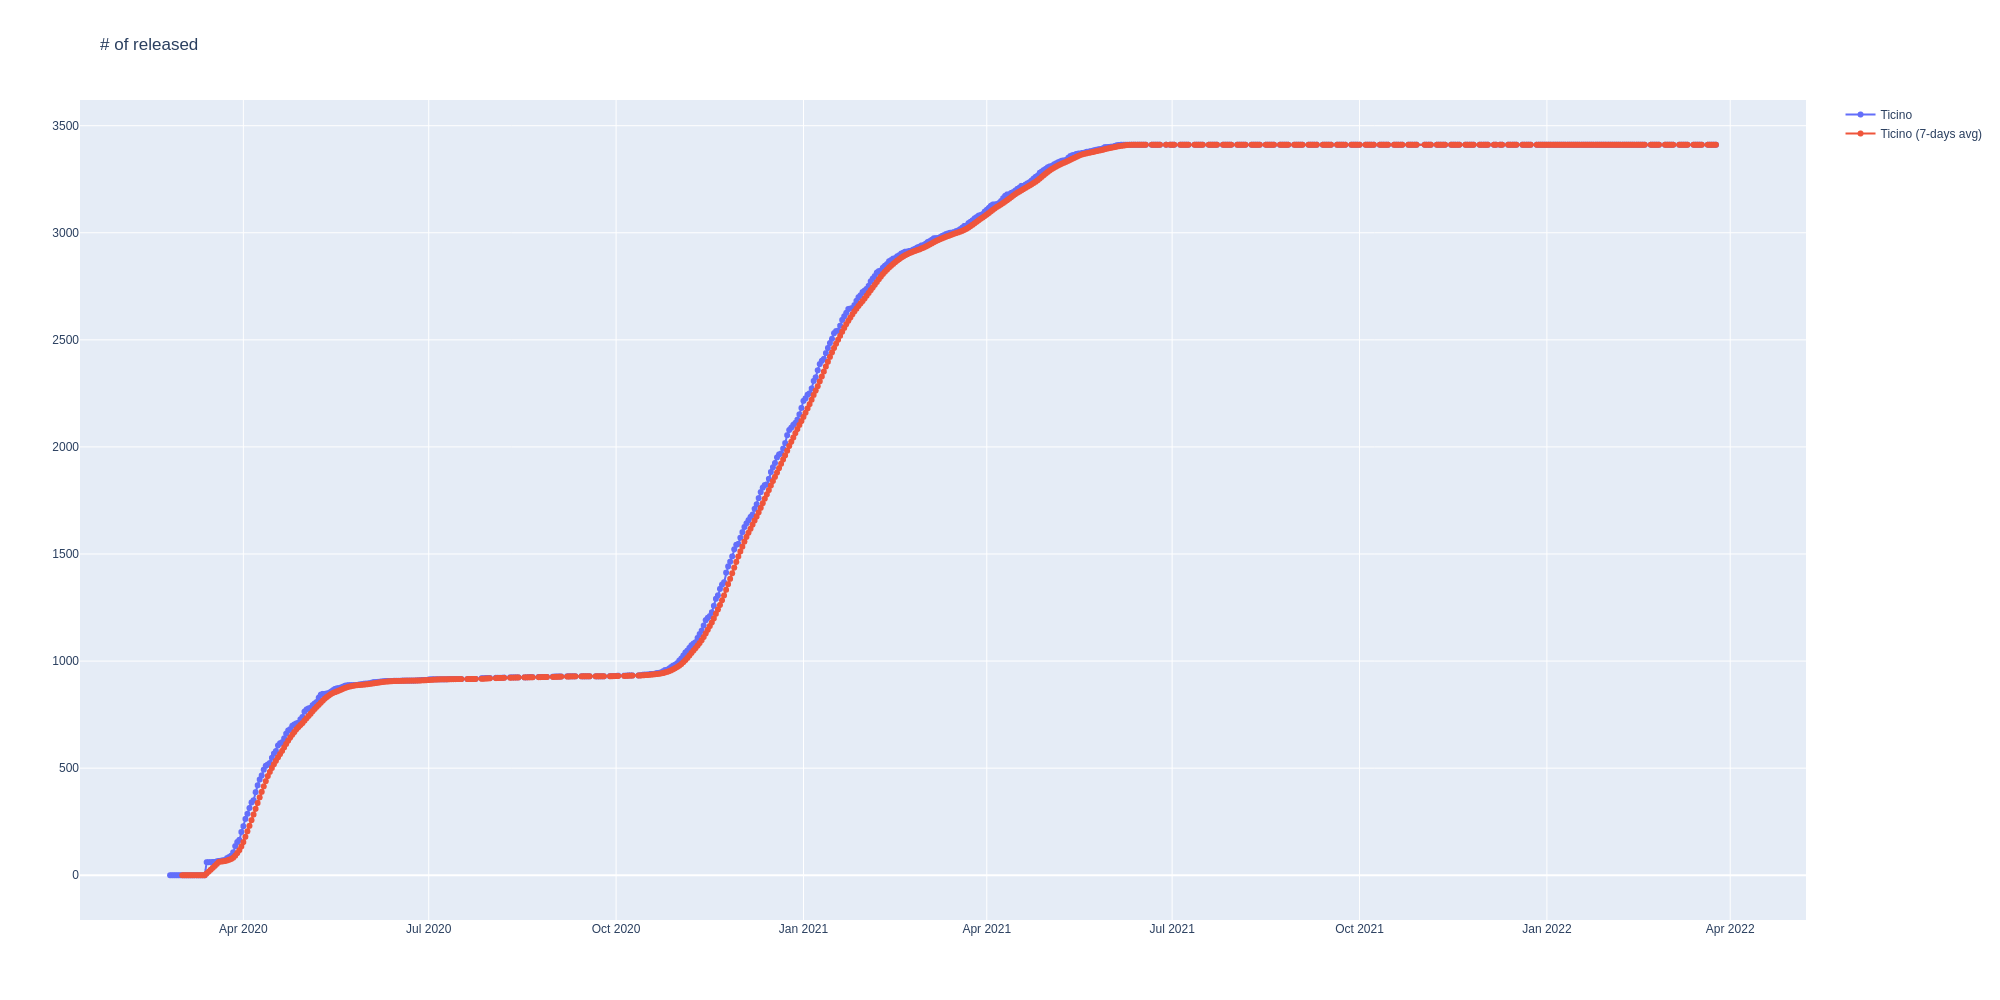 # of released
3500
3000
2500
2000
1500
1000
500
0
Apr 2020
Jul 2020
Oct 2020
Jan 2021
Apr 2021
Jul 2021
Oct 2021
Jan 2022
Apr 2022
Ticino
Ticino (7-days avg)